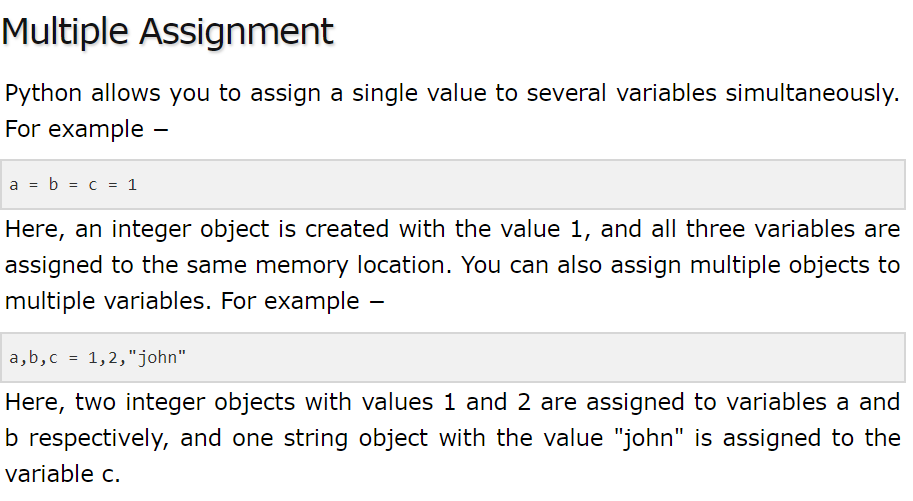 Multiple Assignment
Python allows you to assign a single value to several variables simultaneously.
For example −
a = b = c = 1
Here, an integer object is created with the value 1, and all three variables are
assigned to the same memory location. You can also assign multiple objects to
multiple variables. For example −
a,b,c = 1,2,"john"
Here, two integer objects with values 1 and 2 are assigned to variables a and
b respectively, and one string object with the value "john" is assigned to the
variable c.